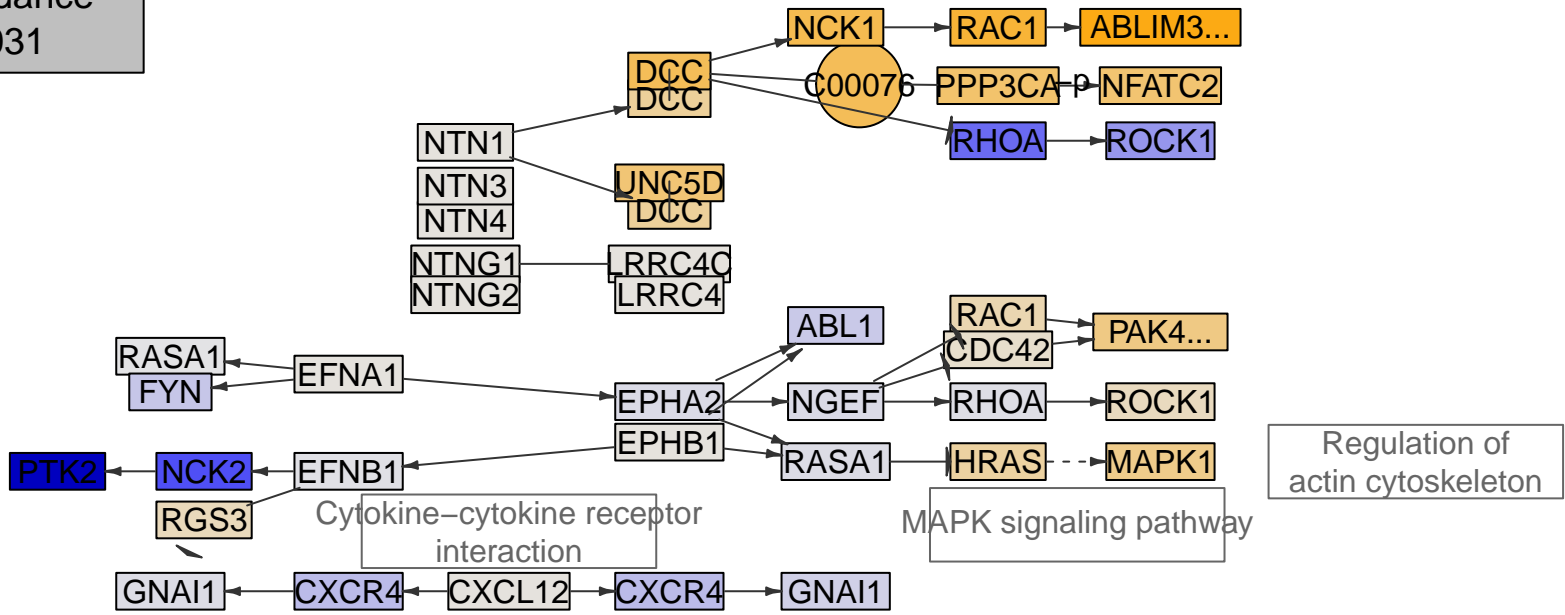 031
NCK1
RAC1
ABLIM3...
DCC
DCC
C00076
PPP3CA
−p
NFATC2
RHOA
ROCK1
NTN1
NTN3
NTN4
UNC5D
DCC
NTNG1
NTNG2
LRRC4C
LRRC4
ABL1
RAC1
CDC42
PAK4...
RASA1
FYN
EFNA1
EPHA2
EPHB1
NGEF
RHOA
ROCK1
RASA1
HRAS
MAPK1
PTK2
NCK2
EFNB1
RGS3
Cytokine−cytokine receptor
interaction
MAPK signaling pathway
Regulation of
actin cytoskeleton
GNAI1
CXCR4
CXCL12
CXCR4
GNAI1